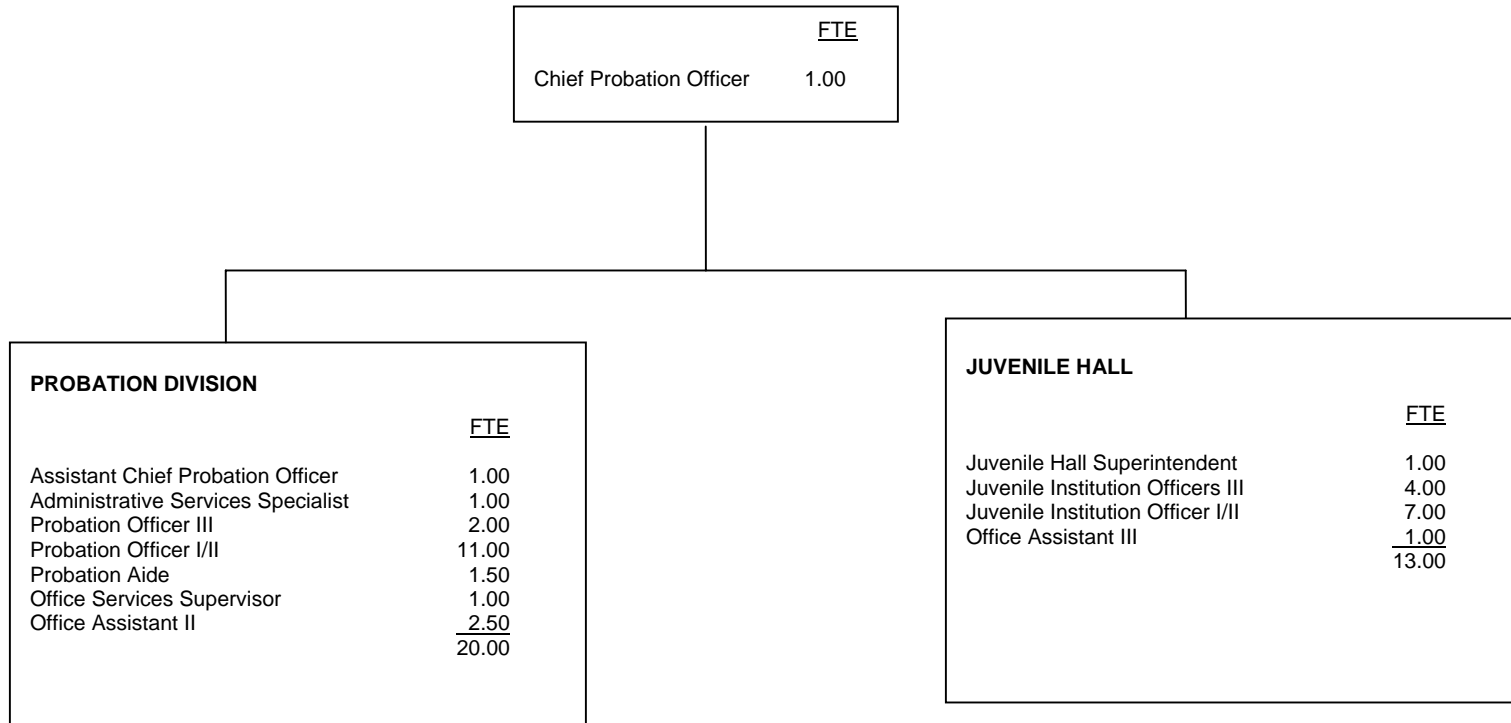 FTE
Chief Probation Officer 1.00
PROBATION DIVISION
FTE
Assistant Chief Probation Officer 1.00
Administrative Services Specialist 1.00
Probation Officer III 2.00
Probation Officer I/II 11.00
Probation Aide 1.50
Office Services Supervisor 1.00
Office Assistant II 2.50
20.00
JUVENILE HALL
FTE
Juvenile Hall Superintendent 1.00
Juvenile Institution Officers III 4.00
Juvenile Institution Officer I/II 7.00
Office Assistant III 1.00
13.00